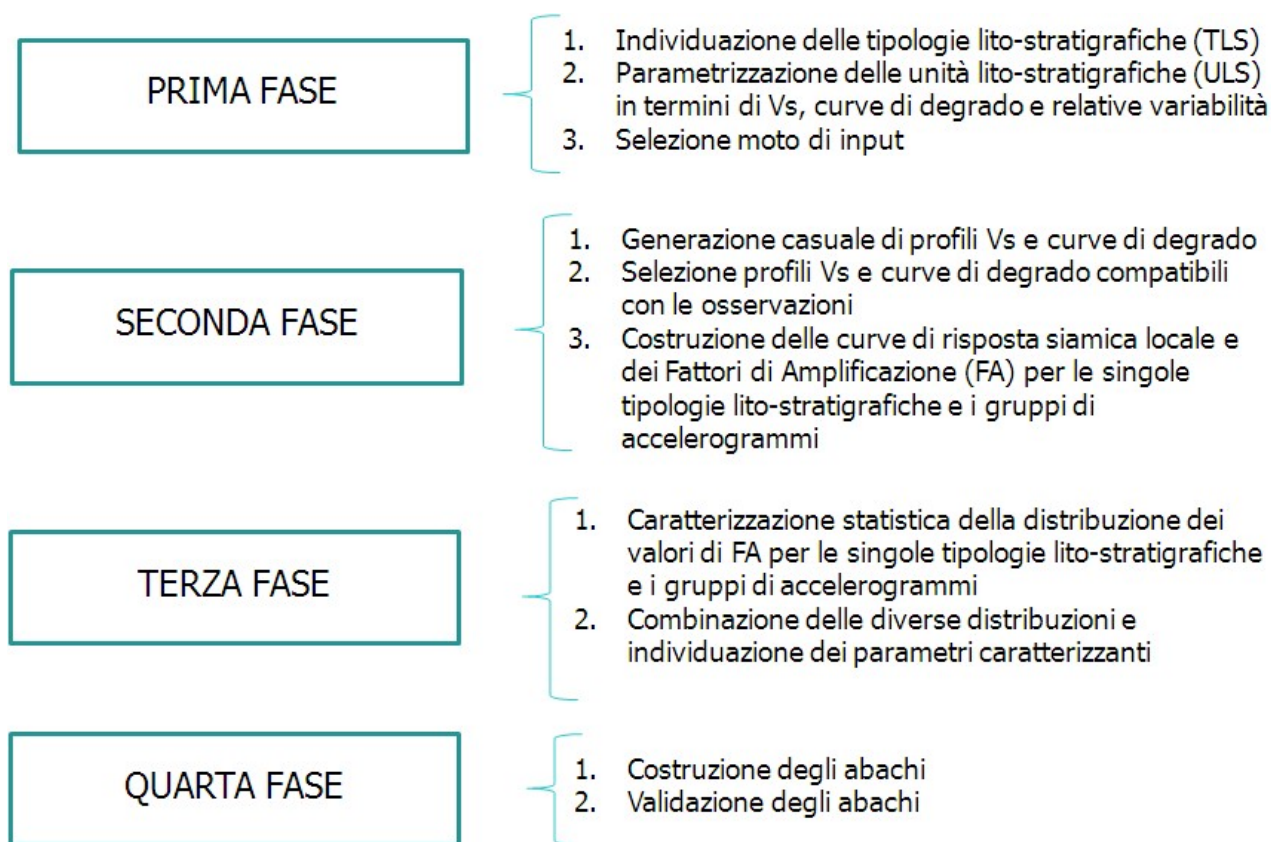 PRIMA FASE
1. Individuazione delle tipologie lito-stratigrafiche (TLS)
2. Parametrizzazione delle unità lito-stratigrafiche (ULS)
in termini di Vs, curve di degrado e relative variabilità
3. Selezione moto di input
SECONDA FASE
1. Generazione casuale di profili Vs e curve di degrado
2. Selezione profili Vs e curve di degrado compatibili
con le osservazioni
3. Costruzione delle curve di risposta siamica locale e
dei Fattori di Amplificazione (FA) per le singole
tipologie lito-stratigrafiche e i gruppi di
accelerogrammi
TERZA FASE
1. Caratterizzazione statistica della distribuzione dei
valori di FA per le singole tipologie lito-stratigrafiche
e i gruppi di accelerogrammi
2. Combinazione delle diverse distribuzioni e
individuazione dei parametri caratterizzanti
QUARTA FASE
1. Costruzione degli abachi
2. Validazione degli abachi